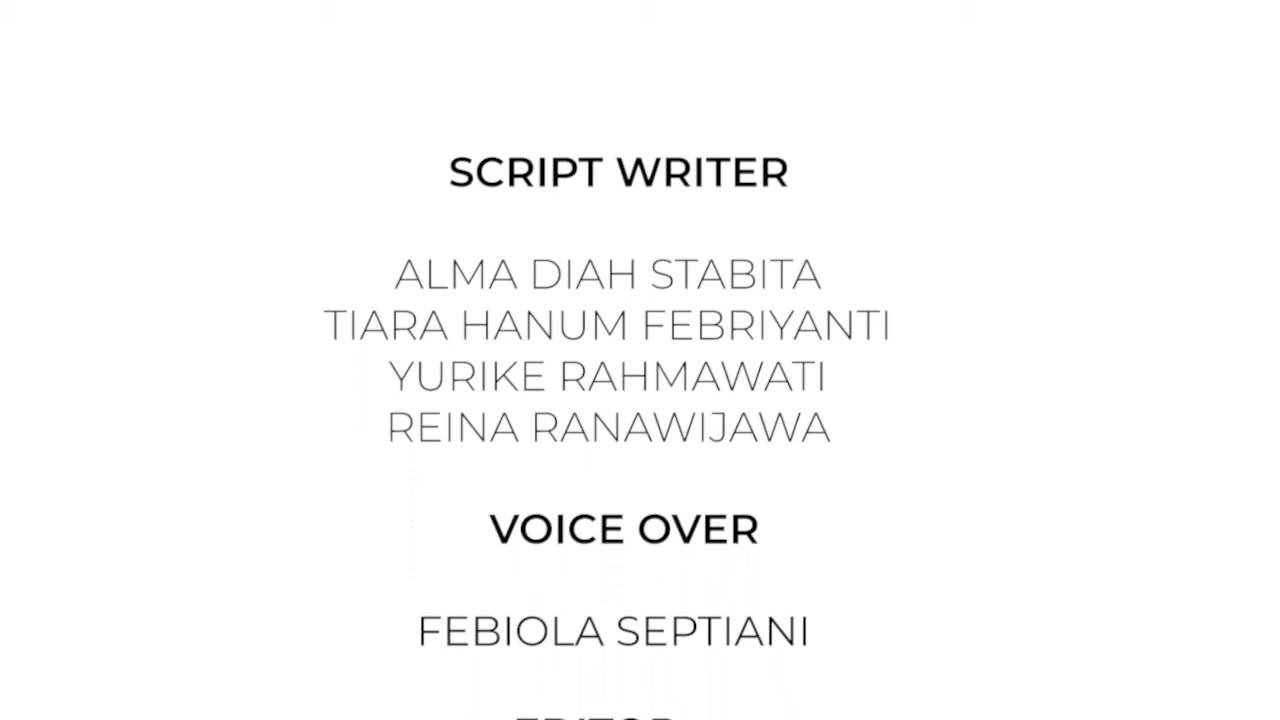 SCRIPT WRITER
ALMA DIAH STABITA
TIARA HANUM FEBRIYANTI
YURIKE RAHMAWATI
REINA RANAWIJAWA
VOICE OVER
FEBIOLA SEPTIANI